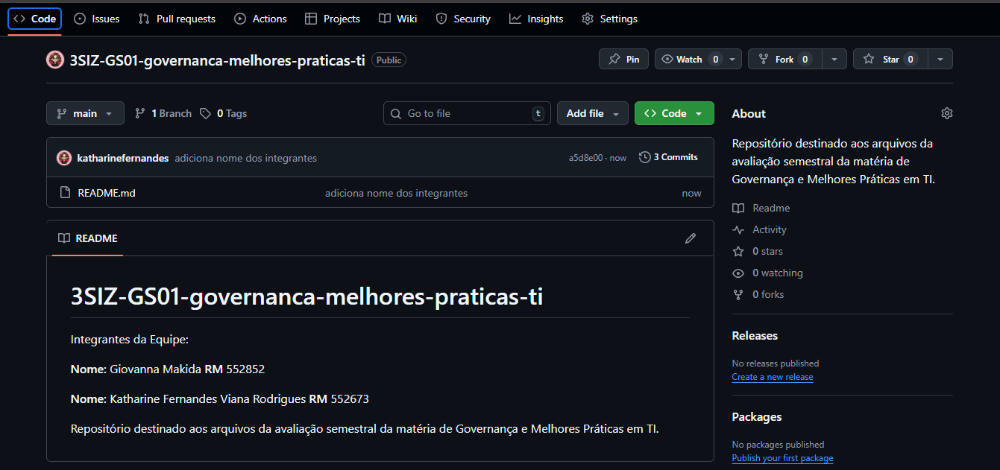 Code Issues Pull requests Actions Projects Wiki Security Insights Settings
3SIZ-GS01-governanca-melhores-praticas-ti Public Pin Watch 0 Fork 0 Star 0
main 1 Branch 0 Tags Go to file t Add file Code
katharinefernandes adiciona nome dos integrantes a5d8e00 · now 3 Commits
README.md adiciona nome dos integrantes now
README
3SIZ-GS01-governanca-melhores-praticas-ti
Integrantes da Equipe:
Nome: Giovanna Makida RM 552852
Nome: Katharine Fernandes Viana Rodrigues RM 552673
Repositório destinado aos arquivos da avaliação semestral da matéria de Governança e Melhores Práticas em TI.
About
Repositório destinado aos arquivos da
avaliação semestral da matéria de
Governança e Melhores Práticas em TI.
Readme
Activity
0 stars
0 watching
0 forks
Releases
No releases published
Create a new release
Packages
No packages published
Publish your first package